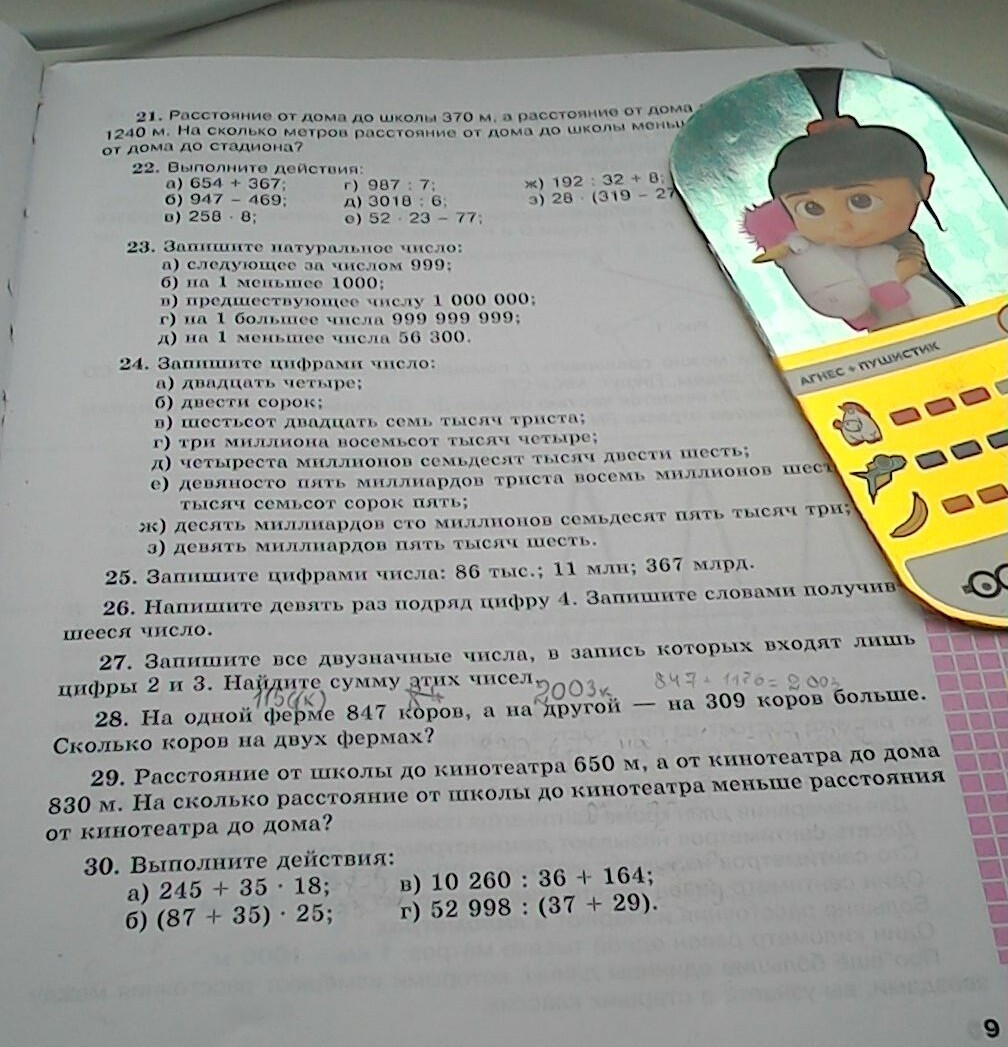 21. Расстояние от дома до школы 370 м, а расстояние от дома
1240 м. На сколько метров расстояние от дома до школы
от дома до стадиона?
22. Выполните действия:
а) 654 + 367; г) 987 : 7; ж) 192 : 32 + 8;
б) 947 − 469; д) 3018 : 6; з) 28 · (319 − 27
в) 258 · 8; е) 52 · 23 − 77;
23. Запишите натуральное число:
а) следующее за числом 999;
б) на 1 меньшее 1000;
в) предшествующее числу 1 000 000;
г) на 1 большее числа 999 999 999;
д) на 1 меньшее числа 56 300.
24. Запишите цифрами число:
а) двадцать четыре;
б) двести сорок;
в) шестьсот двадцать семь тысяч триста;
г) три миллиона восемьсот тысяч четыре;
д) четыреста миллионов семьдесят тысяч двести шесть;
е) девяносто пять миллиардов триста восемь миллионов
тысяч семьсот сорок пять;
ж) десять миллиардов сто миллионов семьдесят пять тысяч три;
з) девять миллиардов пять тысяч шесть.
25. Запишите цифрами числа: 86 тыс.; 11 млн; 367 млрд.
26. Напишите девять раз подряд цифру 4. Запишите словами получив-
шееся число.
27. Запишите все двузначные числа, в запись которых входят лишь
цифры 2 и 3. Найдите сумму этих чисел.
2003к
28. На одной ферме 847 коров, а на другой — на 309 коров больше.
Сколько коров на двух фермах?
29. Расстояние от школы до кинотеатра 650 м, а от кинотеатра до дома
830 м. На сколько расстояние от школы до кинотеатра меньше расстояния
от кинотеатра до дома?
30. Выполните действия:
а) 245 + 35 · 18; в) 10 260 : 36 + 164;
б) (87 + 35) · 25; г) 52 998 : (37 + 29).
9
АГНЕС + ПУШИСТИК